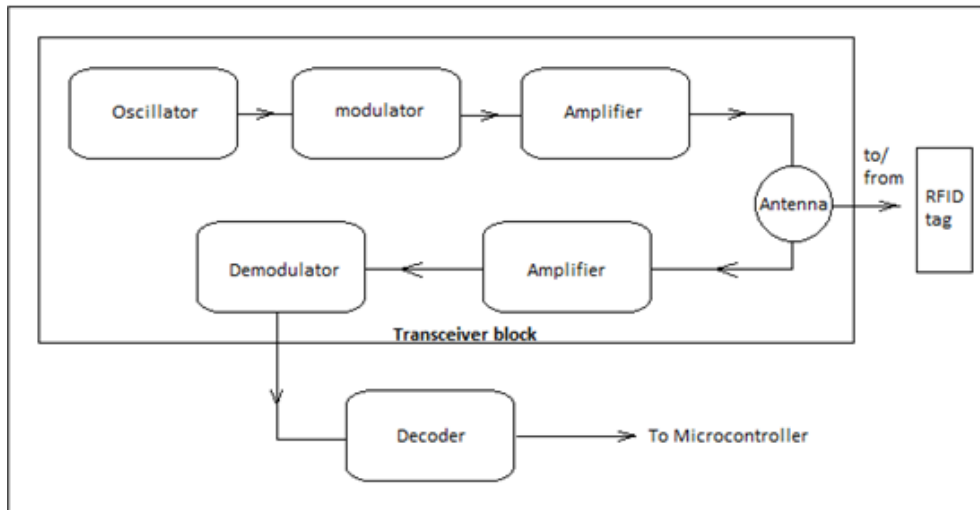 Oscillator
modulator
Amplifier
to/
from
RFID
tag
Antenna
Demodulator
Amplifier
Transceiver block
Decoder
To Microcontroller